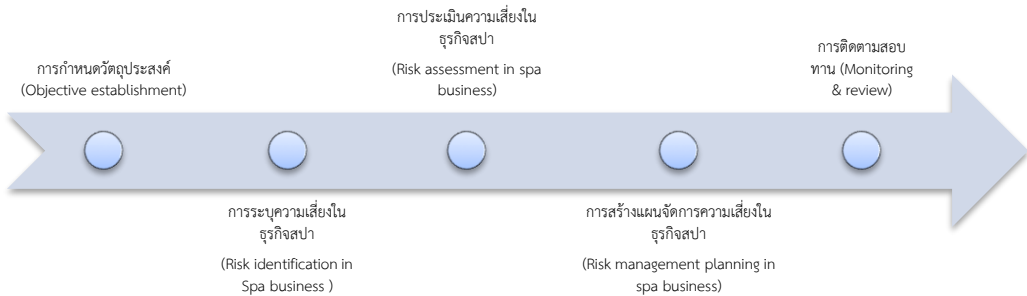 การกำหนดวัตถุประสงค์
(Objective establishment)
การระบุความเสี่ยงใน
ธุรกิจสปา
(Risk identification in
Spa business )
การประเมินความเสี่ยงใน
ธุรกิจสปา
(Risk assessment in spa
business)
การสร้างแผนจัดการความเสี่ยงใน
ธุรกิจสปา
(Risk management planning in
spa business)
การติดตามสอบ
ทาน (Monitoring
& review)